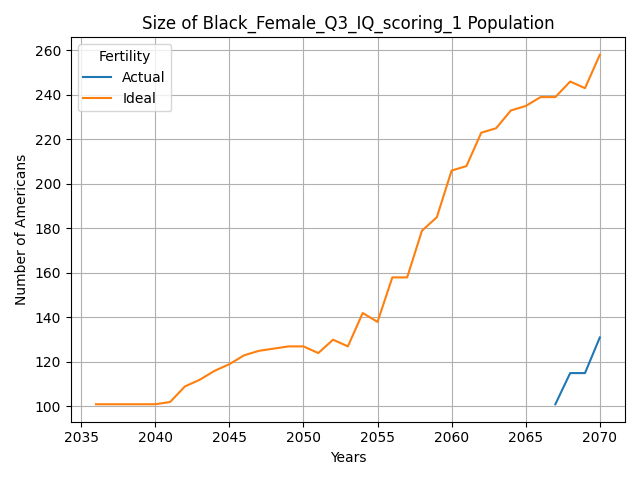 Size of Black_Female_Q3_IQ_scoring_1 Population
Fertility
Actual
Ideal
Number of Americans
260
240
220
200
180
160
140
120
100
2035 2040 2045 2050 2055 2060 2065 2070
Years